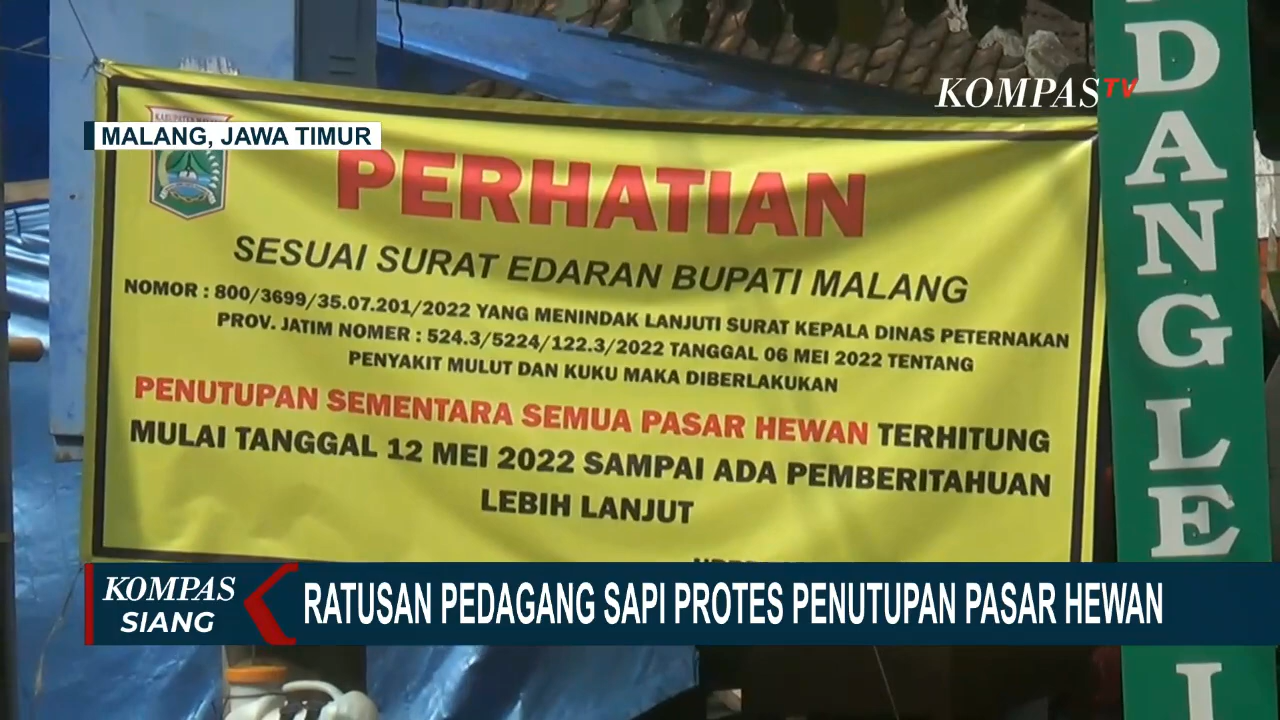 KOMPASTV
MALANG, JAWA TIMUR
PERHATIAN
SESUAI SURAT EDARAN BUPATI MALANG
NOMOR : 800/3699/35.07.201/2022 YANG MENINDAK LANJUTI SURAT KEPALA DINAS PETERNAKAN
PROV. JATIM NOMER : 524.3/5224/122.3/2022 TANGGAL 06 MEI 2022 TENTANG
PENYAKIT MULUT DAN KUKU MAKA DIBERLAKUKAN
PENUTUPAN SEMENTARA SEMUA PASAR HEWAN TERHITUNG
MULAI TANGGAL 12 MEI 2022 SAMPAI ADA PEMBERITAHUAN
LEBIH LANJUT
DANGLE
KOMPAS
SIANG
RATUSAN PEDAGANG SAPI PROTES PENUTUPAN PASAR HEWAN